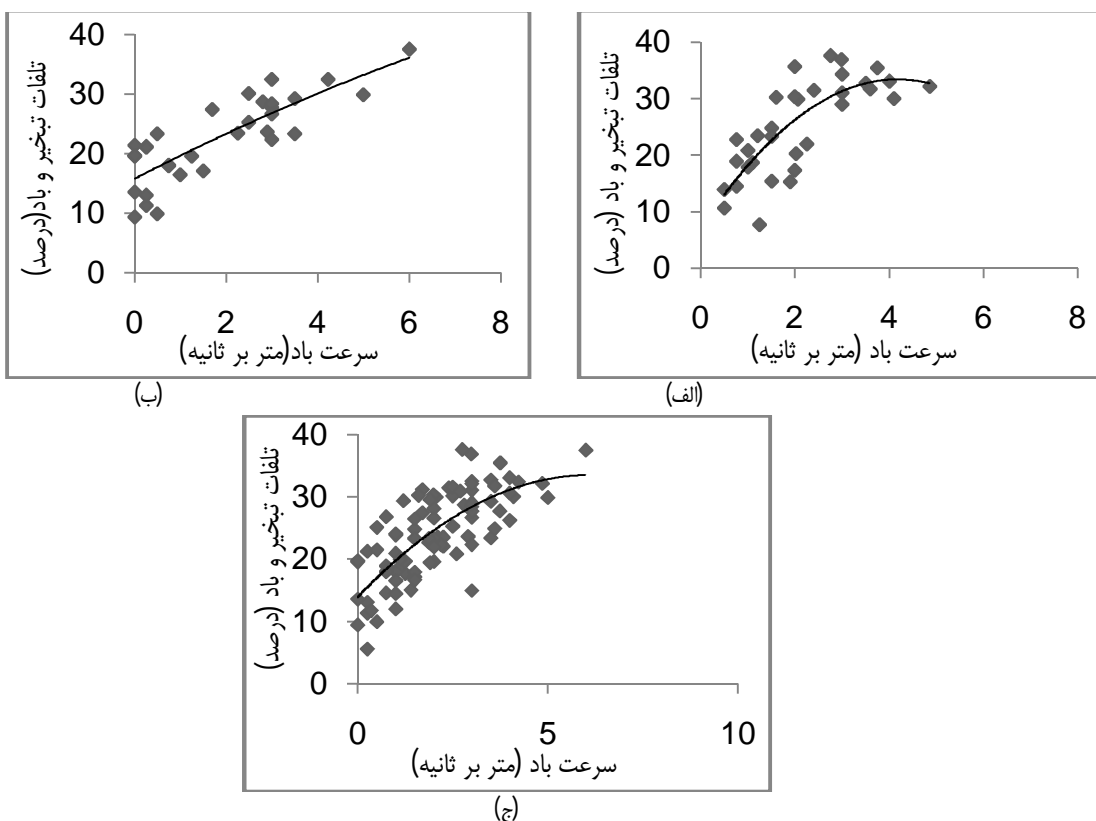 تلفات تبخیر و باد (درصد)
40
30
20
10
0
0 2 4 6 8
سرعت باد (متر بر ثانیه)
(الف)
تلفات تبخیر و باد(درصد)
40
30
20
10
0
0 2 4 6 8
سرعت باد(متر بر ثانیه)
(ب)
تلفات تبخیر و باد (درصد)
40
30
20
10
0
0 5 10
سرعت باد (متر بر ثانیه)
(ج)